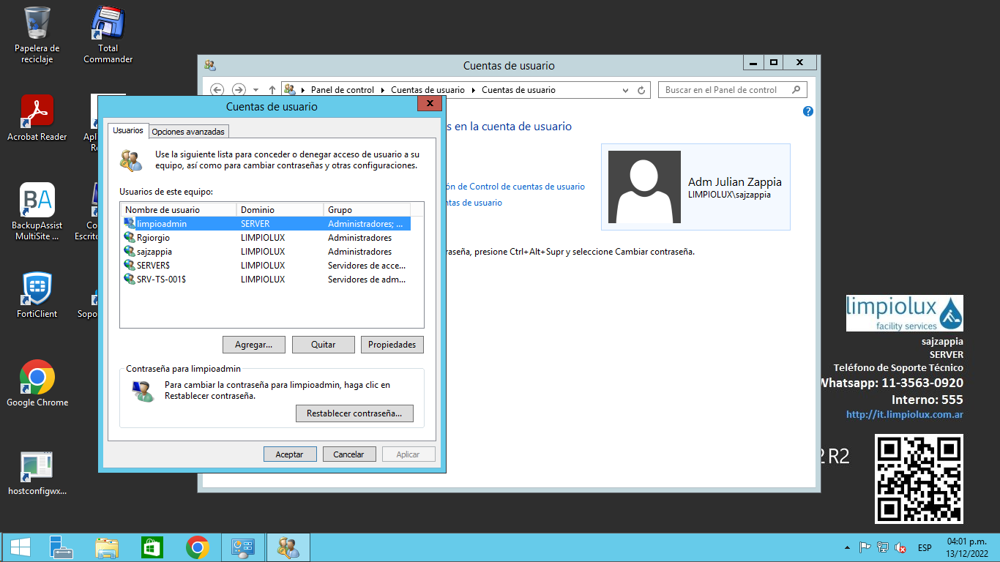 Papelera de
reciclaje
Total
Commander
Acrobat Reader
BackupAssist
MultiSite ...
FortiClient
Google Chrome
hostconfigwx...
Cuentas de usuario
Panel de control
Cuentas de usuario
Cuentas de usuario
Buscar en el Panel de control
s en la cuenta de usuario
ón de Control de cuentas de usuario
ntas de usuario
Adm Julian Zappia
LIMPIOLUX\sajzappia
raseña, presione Ctrl+Alt+Supr y seleccione Cambiar contraseña.
Cuentas de usuario
Usuarios
Opciones avanzadas
Use la siguiente lista para conceder o denegar acceso de usuario a su
equipo, así como para cambiar contraseñas y otras configuraciones.
Usuarios de este equipo:
Nombre de usuario Dominio Grupo
limpioadmin SERVER Administradores; ...
Rgiorgio LIMPIOLUX Administradores
sajzappia LIMPIOLUX Administradores
SERVER$ LIMPIOLUX Servidores de acce...
SRV-TS-001$ LIMPIOLUX Servidores de adm...
Agregar... Quitar Propiedades
Contraseña para limpioadmin
Para cambiar la contraseña para limpioadmin, haga clic en
Restablecer contraseña.
Restablecer contraseña...
Aceptar Cancelar Aplicar
limpiolux
facility services
sajzappia
SERVER
Teléfono de Soporte Técnico
Whatsapp: 11-3563-0920
Interno: 555
http://it.limpiolux.com.ar
2 R2
ESP
04:01 p.m.
13/12/2022